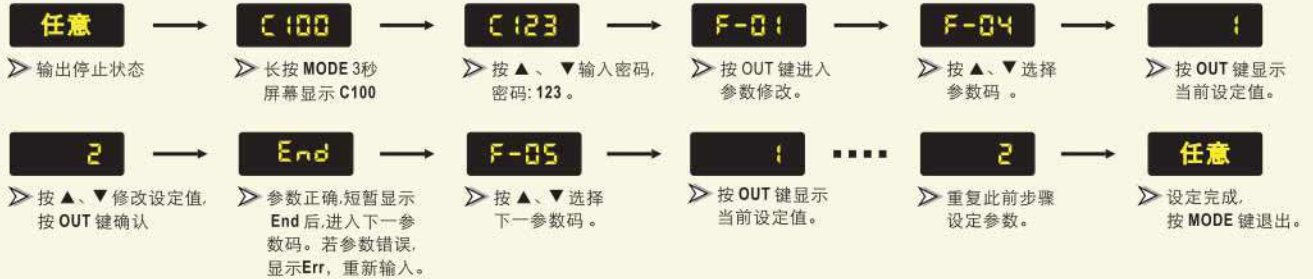 任意
C100
C123
F-01
F-04
1
输出停止状态
长按 MODE 3秒
屏幕显示 C100
按 ▲、 ▼输入密码,
密码: 123 。
按 OUT 键进入
参数修改。
按 ▲、▼ 选择
参数码 。
按 OUT 键显示
当前设定值。
2
End
F-05
1
2
任意
按 ▲、▼ 修改设定值,
按 OUT 键确认
参数正确,短暂显示
End 后,进入下一参
数码。若参数错误,
显示Err，重新输入。
按 ▲、▼ 选择
下一参数码 。
按 OUT 键显示
当前设定值。
重复此前步骤
设定参数。
设定完成,
按 MODE 键退出。